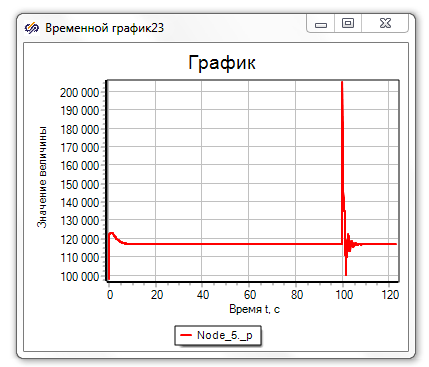 Временной график23
График
Значение величины
200 000
190 000
180 000
170 000
160 000
150 000
140 000
130 000
120 000
110 000
100 000
0 20 40 60 80 100 120
Время t, с
Node_5._p